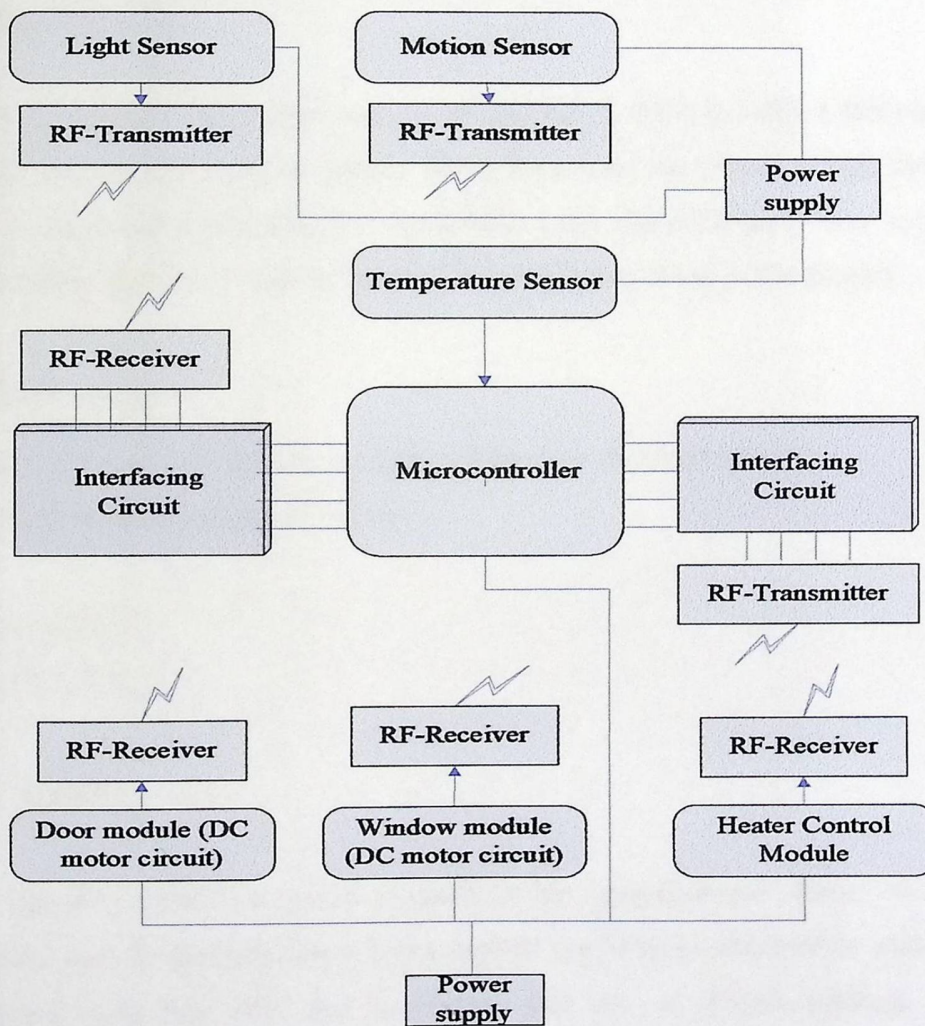 Light Sensor
Motion Sensor
RF-Transmitter
RF-Transmitter
Power
supply
Temperature Sensor
RF-Receiver
Interfacing
Circuit
Microcontroller
Interfacing
Circuit
RF-Transmitter
RF-Receiver
RF-Receiver
RF-Receiver
Door module (DC
motor circuit)
Window module
(DC motor circuit)
Heater Control
Module
Power
supply